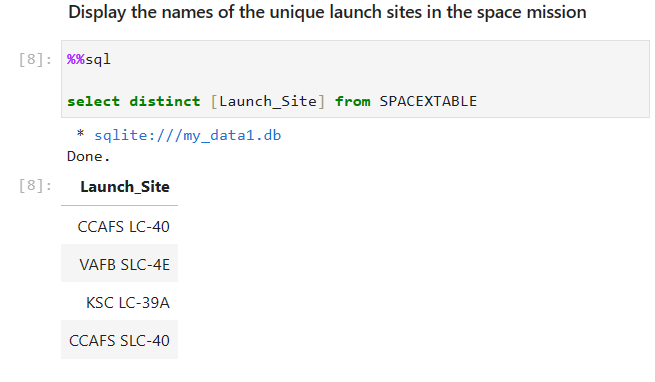 Display the names of the unique launch sites in the space mission
[8]: %%sql
select distinct [Launch_Site] from SPACEXTABLE
* sqlite:///my_data1.db
Done.
[8]: Launch_Site
CCAFS LC-40
VAFB SLC-4E
KSC LC-39A
CCAFS SLC-40